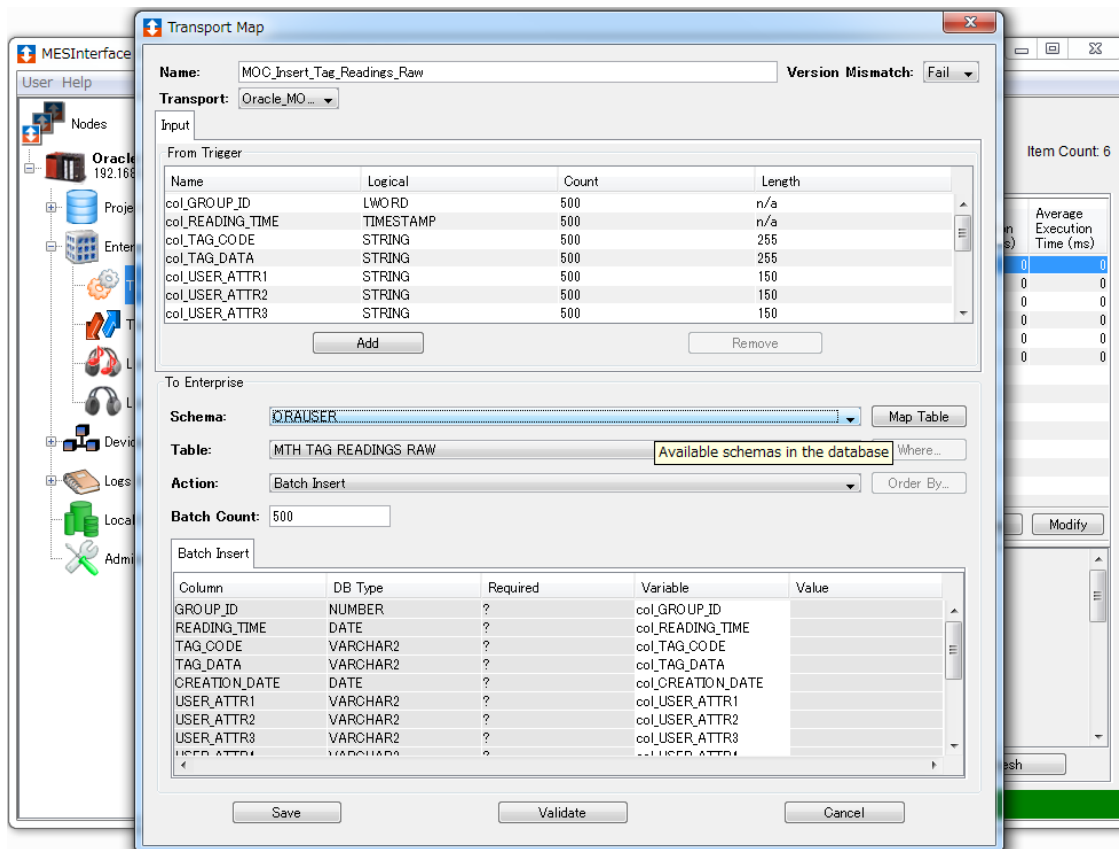 Transport Map
MESInterface
User Help
Nodes
Oracle
192.168
Proje
Enter
T
T
L
L
Devic
Logs
Local
Admi
Name: MOC_Insert_Tag_Readings_Raw Version Mismatch: Fail
Transport: Oracle_MO...
Input
From Trigger
Name Logical Count Length
col_GROUP_ID LWORD 500 n/a
col_READING_TIME TIMESTAMP 500 n/a
col_TAG_CODE STRING 500 255
col_TAG_DATA STRING 500 255
col_USER_ATTR1 STRING 500 150
col_USER_ATTR2 STRING 500 150
col_USER_ATTR3 STRING 500 150
Add Remove
To Enterprise
Schema: ORAUSER Map Table
Table: MTH TAG READINGS RAW Where...
Available schemas in the database
Action: Batch Insert Order By...
Batch Count: 500
Batch Insert
Column DB Type Required Variable Value
GROUP_ID NUMBER ? col_GROUP_ID
READING_TIME DATE ? col_READING_TIME
TAG_CODE VARCHAR2 ? col_TAG_CODE
TAG_DATA VARCHAR2 ? col_TAG_DATA
CREATION_DATE DATE ? col_CREATION_DATE
USER_ATTR1 VARCHAR2 ? col_USER_ATTR1
USER_ATTR2 VARCHAR2 ? col_USER_ATTR2
USER_ATTR3 VARCHAR2 ? col_USER_ATTR3
USER_ATTR4 VARCHAR2 ? col_USER_ATTR4
Save Validate Cancel
Item Count: 6
n Average
Execution
s) Time (ms)
0 0
0 0
0 0
0 0
0 0
0 0
Modify
esh